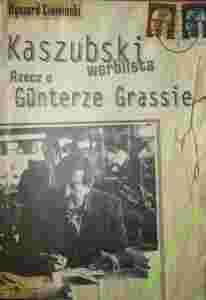 Ryszard Ciemiński
Kaszubski
werblista
Rzecz o
Günterze Grassie